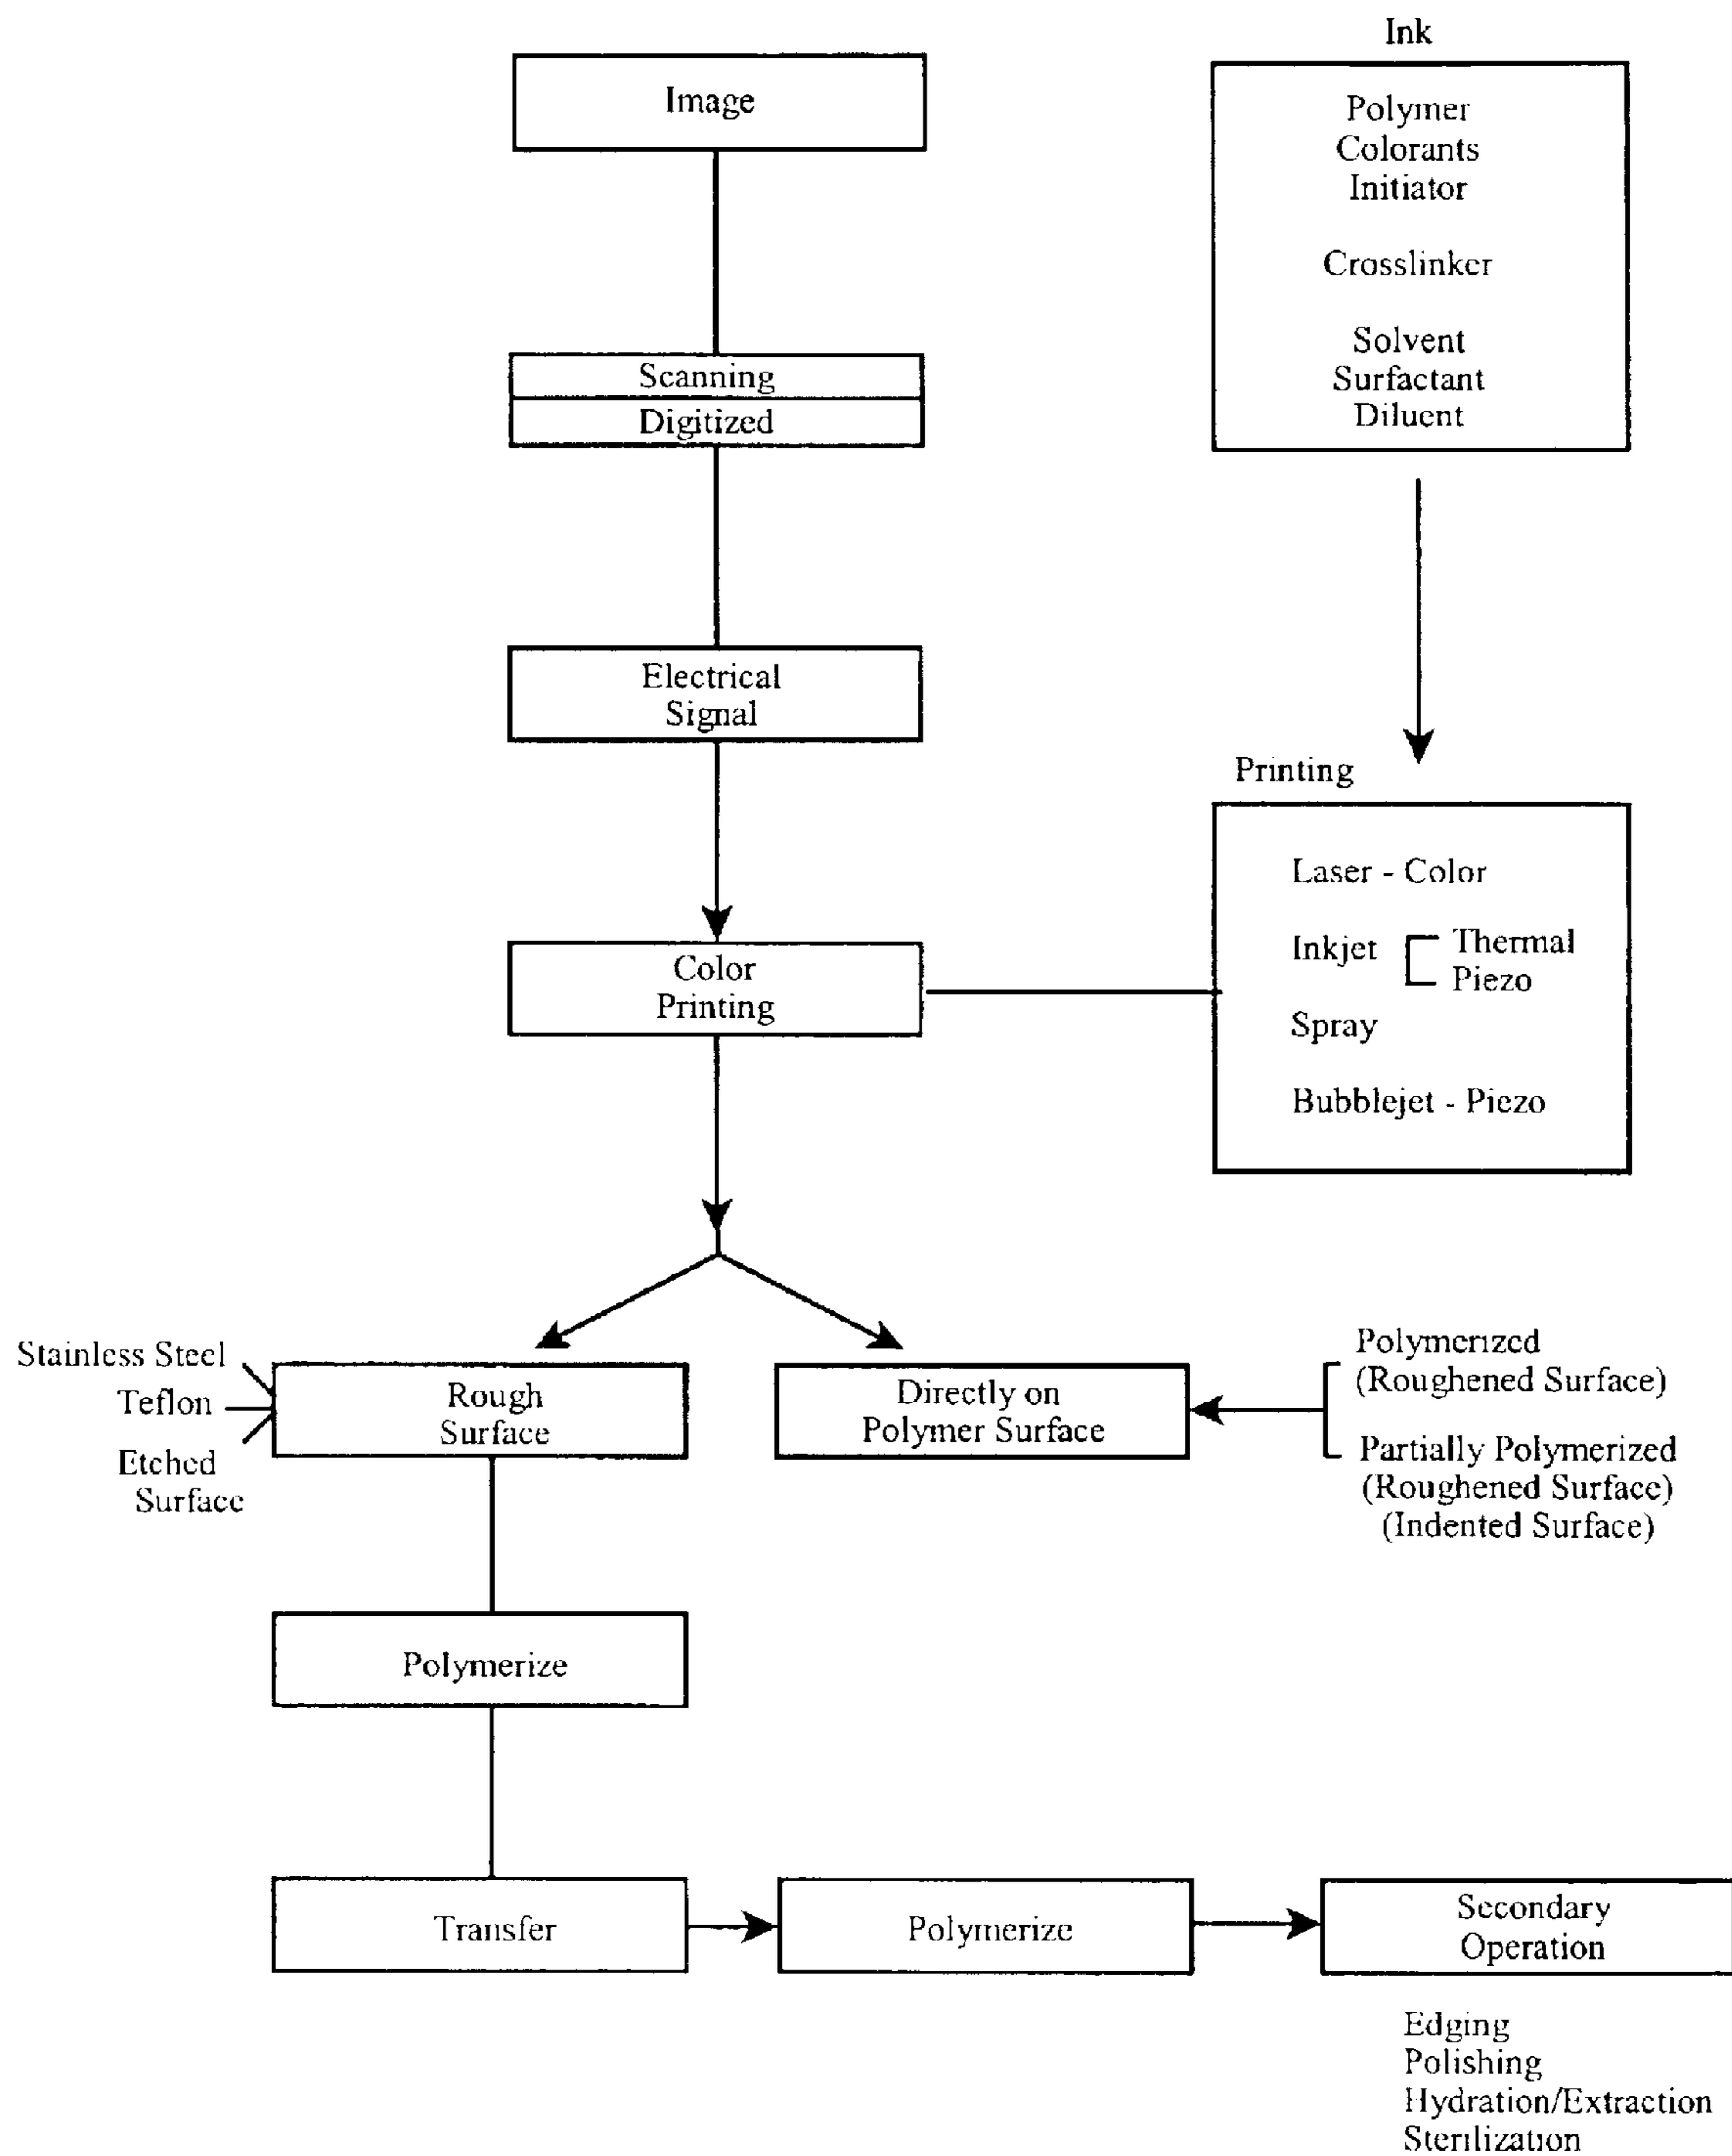 Ink
Image
Polymer
Colorants
Initiator
Crosslinker
Solvent
Surfactant
Diluent
Scanning
Digitized
Electrical
Signal
Printing
Laser - Color
Inkjet
Thermal
Piezo
Spray
Bubblejet - Piezo
Color
Printing
Stainless Steel
Teflon
Etched
Surface
Rough
Surface
Directly on
Polymer Surface
Polymerized
(Roughened Surface)
Partially Polymerized
(Roughened Surface)
(Indented Surface)
Polymerize
Transfer
Polymerize
Secondary
Operation
Edging
Polishing
Hydration/Extraction
Sterilization